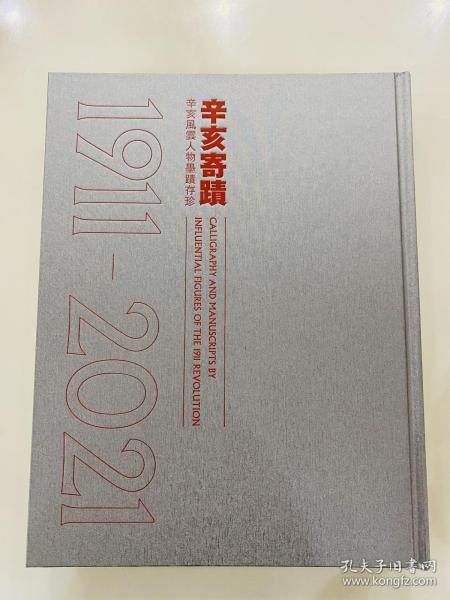 辛亥寄蹟
辛亥風雲人物墨蹟存珍
CALLIGRAPHY AND MANUSCRIPTS BY
INFLUENTIAL FIGURES OF THE 1911 REVOLUTION
1911-2021
孔夫子旧书网
www.kongfz.com